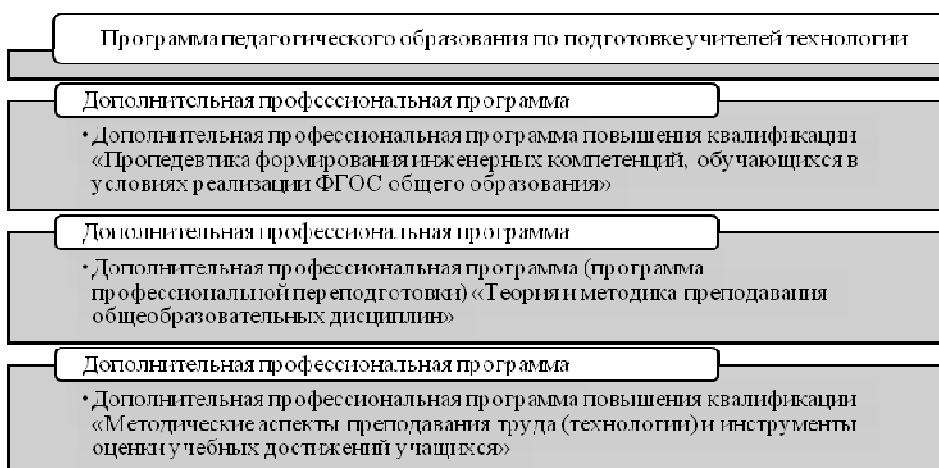 Программа педагогического образования по подготовке учителей технологии
Дополнительная профессиональная программа
• Дополнительная профессиональная программа повышения квалификации
«Пропедевтика формирования инженерных компетенций, обучающихся в
условиях реализации ФГОС общего образования»
Дополнительная профессиональная программа
• Дополнительная профессиональная программа (программа
профессиональной переподготовки) «Теория и методика преподавания
общеобразовательных дисциплин»
Дополнительная профессиональная программа
• Дополнительная профессиональная программа повышения квалификации
«Методические аспекты преподавания труда (технологии) и инструменты
оценки учебных достижений учащихся»